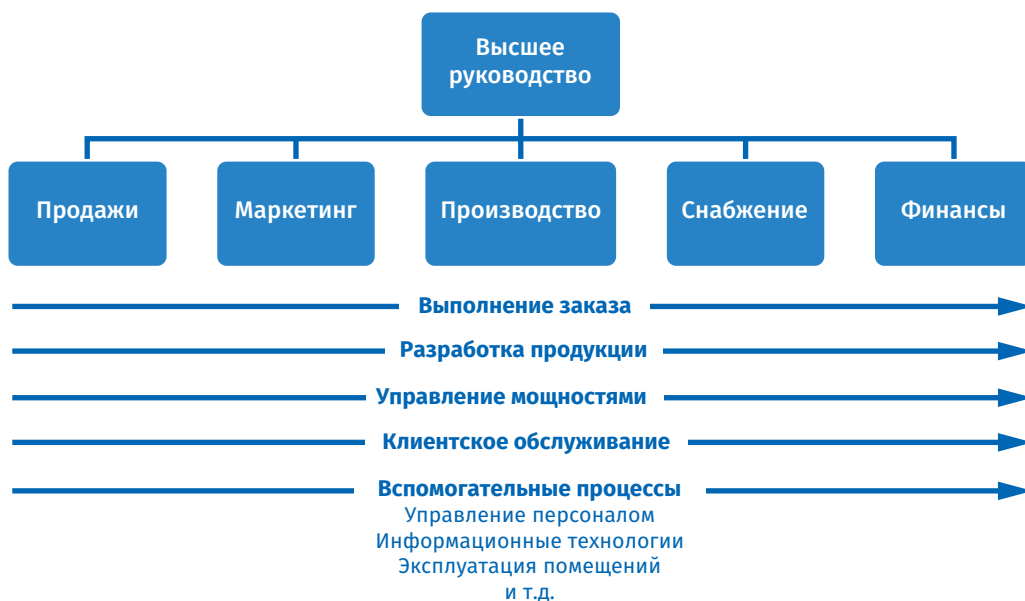 Высшее
руководство
Продажи
Маркетинг
Производство
Снабжение
Финансы
Выполнение заказа
Разработка продукции
Управление мощностями
Клиентское обслуживание
Вспомогательные процессы
Управление персоналом
Информационные технологии
Эксплуатация помещений
и т.д.